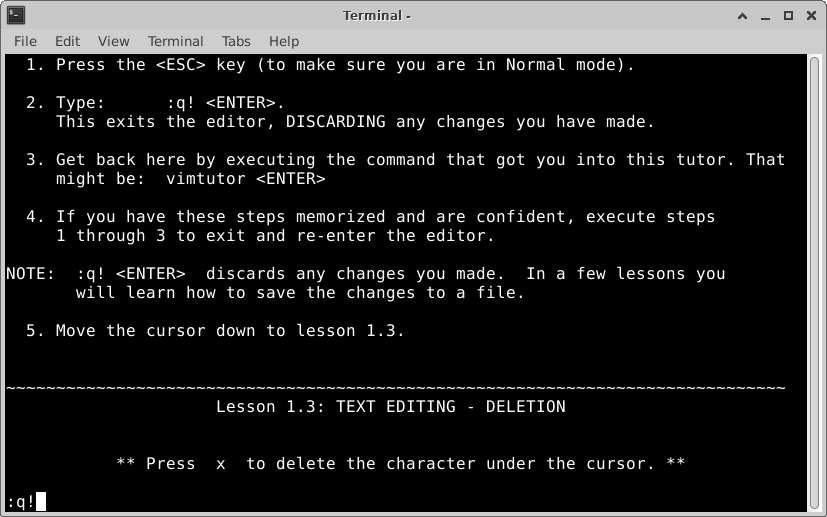 Terminal -
File Edit View Terminal Tabs Help
1. Press the <ESC> key (to make sure you are in Normal mode).
2. Type:      :q! <ENTER>.
This exits the editor, DISCARDING any changes you have made.
3. Get back here by executing the command that got you into this tutor. That
might be:  vimtutor <ENTER>
4. If you have these steps memorized and are confident, execute steps
1 through 3 to exit and re-enter the editor.
NOTE:  :q! <ENTER>  discards any changes you made.  In a few lessons you
will learn how to save the changes to a file.
5. Move the cursor down to lesson 1.3.
~~~~~~~~~~~~~~~~~~~~~~~~~~~~~~~~~~~~~~~~~~~~~~~~~~~~~~~~~~~~~~~~~~~~~~~~~~~~~~
Lesson 1.3: TEXT EDITING - DELETION
** Press  x  to delete the character under the cursor. **
:q!